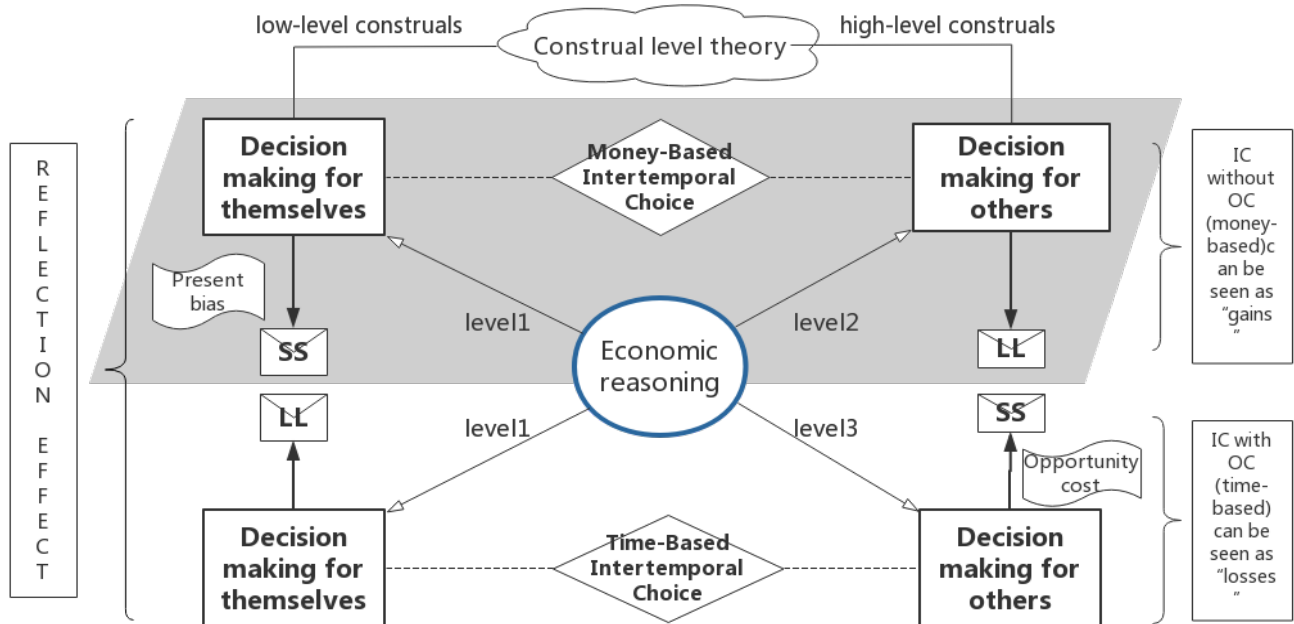 low-level construals
high-level construals
Construal level theory
Decision
making for
themselves
Money-Based
Intertemporal
Choice
Decision
making for
others
R
E
F
L
E
C
T
I
O
N
E
F
F
E
C
T
IC
without
OC
(money-
based)c
an be
seen as
"gains
"
Present
bias
level1
level2
SS
LL
Economic
reasoning
LL
SS
level1
level3
Opportunity
cost
IC with
OC
(time-
based)
can be
seen as
"losses
"
Decision
making for
themselves
Time-Based
Intertemporal
Choice
Decision
making for
others